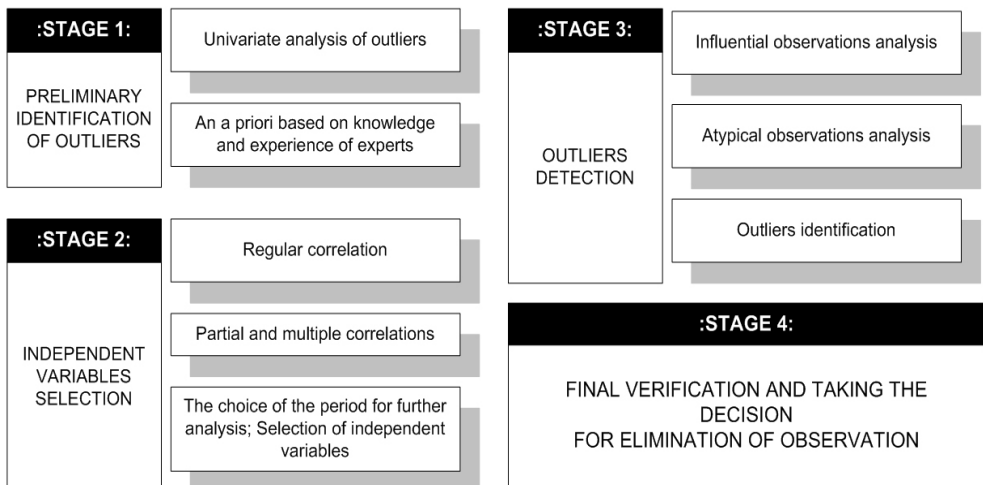 :STAGE 1:
PRELIMINARY
IDENTIFICATION
OF OUTLIERS
Univariate analysis of outliers
An a priori based on knowledge
and experience of experts
:STAGE 2:
INDEPENDENT
VARIABLES
SELECTION
Regular correlation
Partial and multiple correlations
The choice of the period for further
analysis; Selection of independent
variables
:STAGE 3:
OUTLIERS
DETECTION
Influential observations analysis
Atypical observations analysis
Outliers identification
:STAGE 4:
FINAL VERIFICATION AND TAKING THE
DECISION
FOR ELIMINATION OF OBSERVATION